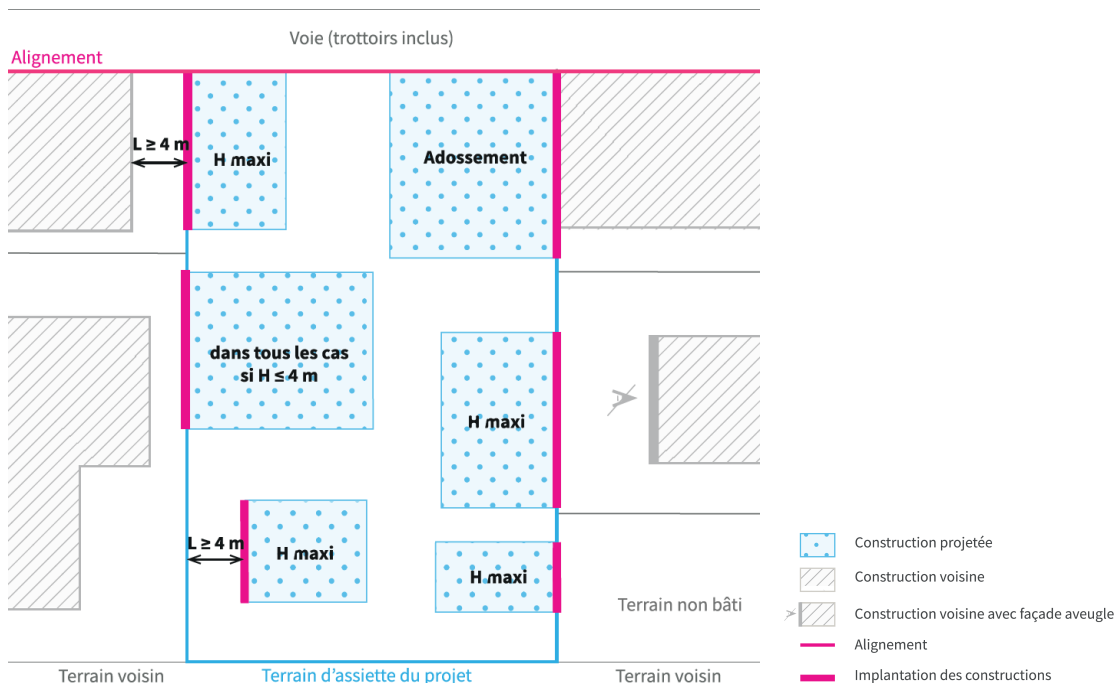 Voie (trottoirs inclus)
Alignement
L ≥ 4 m
H maxi
Adossement
dans tous les cas
si H ≤ 4 m
H maxi
L ≥ 4 m
H maxi
H maxi
Terrain non bâti
Terrain voisin
Terrain d'assiette du projet
Terrain voisin
Construction projetée
Construction voisine
Construction voisine avec façade aveugle
Alignement
Implantation des constructions